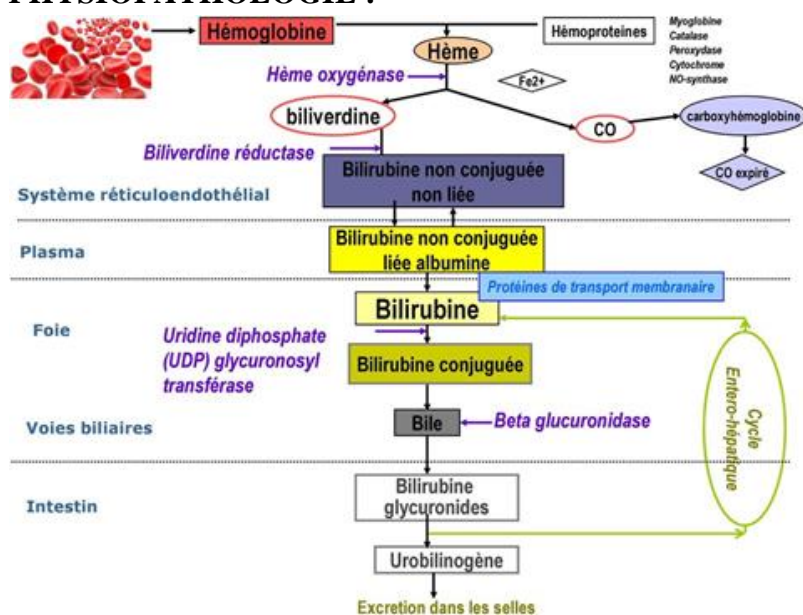 PHYSIOPATHOLOGIE :
Hémoglobine
Hème
Hémoproteines
Myoglobine
Catalase
Peroxydase
Cytochrome
NO-synthase
Hème oxygénase
Fe2+
biliverdine
CO
carboxyhémoglobine
Biliverdine réductase
CO expiré
Bilirubine non conjuguée
non liée
Système réticuloendothélial
Bilirubine non conjuguée
liée albumine
Plasma
Protéines de transport membranaire
Bilirubine
Foie
Uridine diphosphate
(UDP) glycuronosyl
transférase
Bilirubine conjuguée
Cycle
Entero-hépatique
Voies biliaires
Bile
Beta glucuronidase
Intestin
Bilirubine
glycuronides
Urobilinogène
Excretion dans les selles